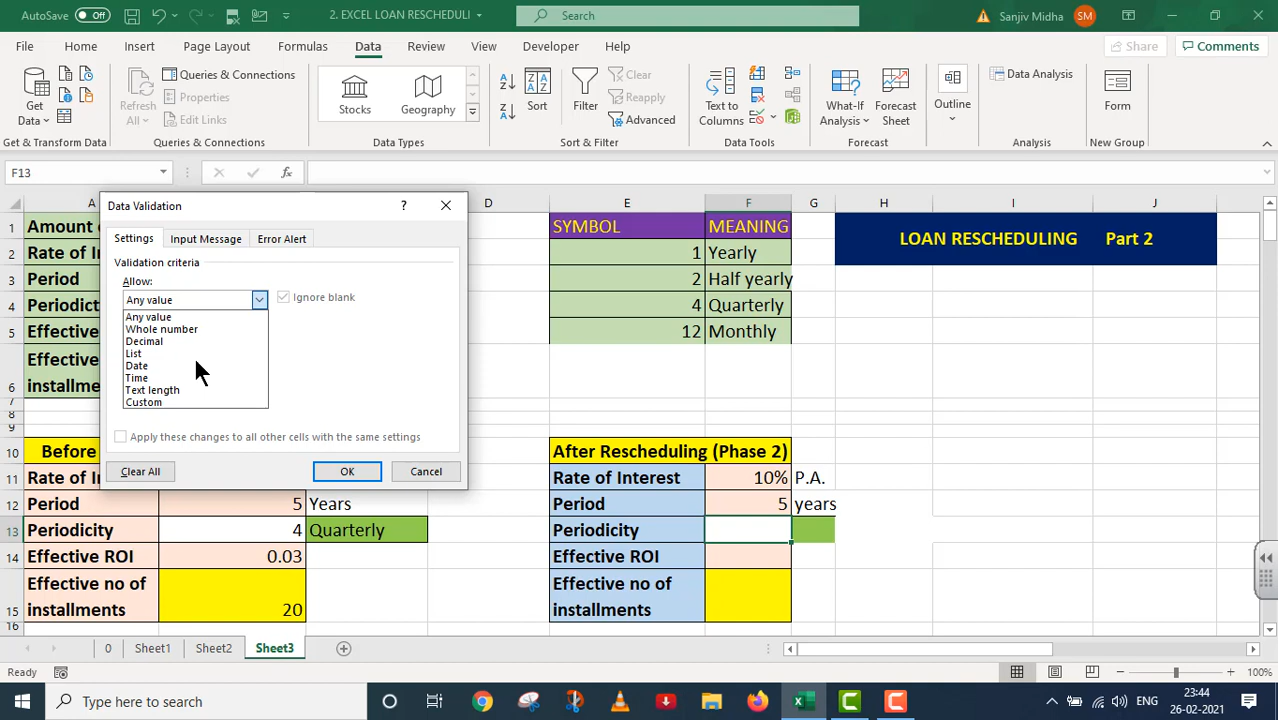 AutoSave Off 2. EXCEL LOAN RESCHEDULI Search Sanjiv Midha SM
File Home Insert Page Layout Formulas Data Review View Developer Help Share Comments
Get Data
Refresh All
Queries & Connections
Properties
Edit Links
Stocks Geography
Sort
Filter
Clear
Reapply
Advanced
Text to Columns
What-If Analysis
Forecast Sheet
Outline
Data Analysis
Form
Get & Transform Data Queries & Connections Data Types Sort & Filter Data Tools Forecast Analysis New Group
F13 fx
A D E F G H I J
1 Amount SYMBOL MEANING
LOAN RESCHEDULING Part 2
2 Rate of 1 Yearly
3 Period 2 Half yearly
4 4 Quarterly
5 Effective 12 Monthly
6 Effective
installme
7
8
9
Data Validation ?
Settings Input Message Error Alert
Validation criteria
Allow:
Any value Ignore blank
Any value
Whole number
Decimal
List
Date
Time
Text length
Custom
Apply these changes to all other cells with the same settings
Clear All OK Cancel
10 Before After Rescheduling (Phase 2)
11 Rate of Rate of Interest 10% P.A.
12 Period 5 Years Period 5 years
13 Periodicity 4 Quarterly Periodicity
14 Effective ROI 0.03 Effective ROI
15 Effective no of installments 20 Effective no of installments
16
0 Sheet1 Sheet2 Sheet3
Ready 100%
Type here to search ENG 23:44
26-02-2021